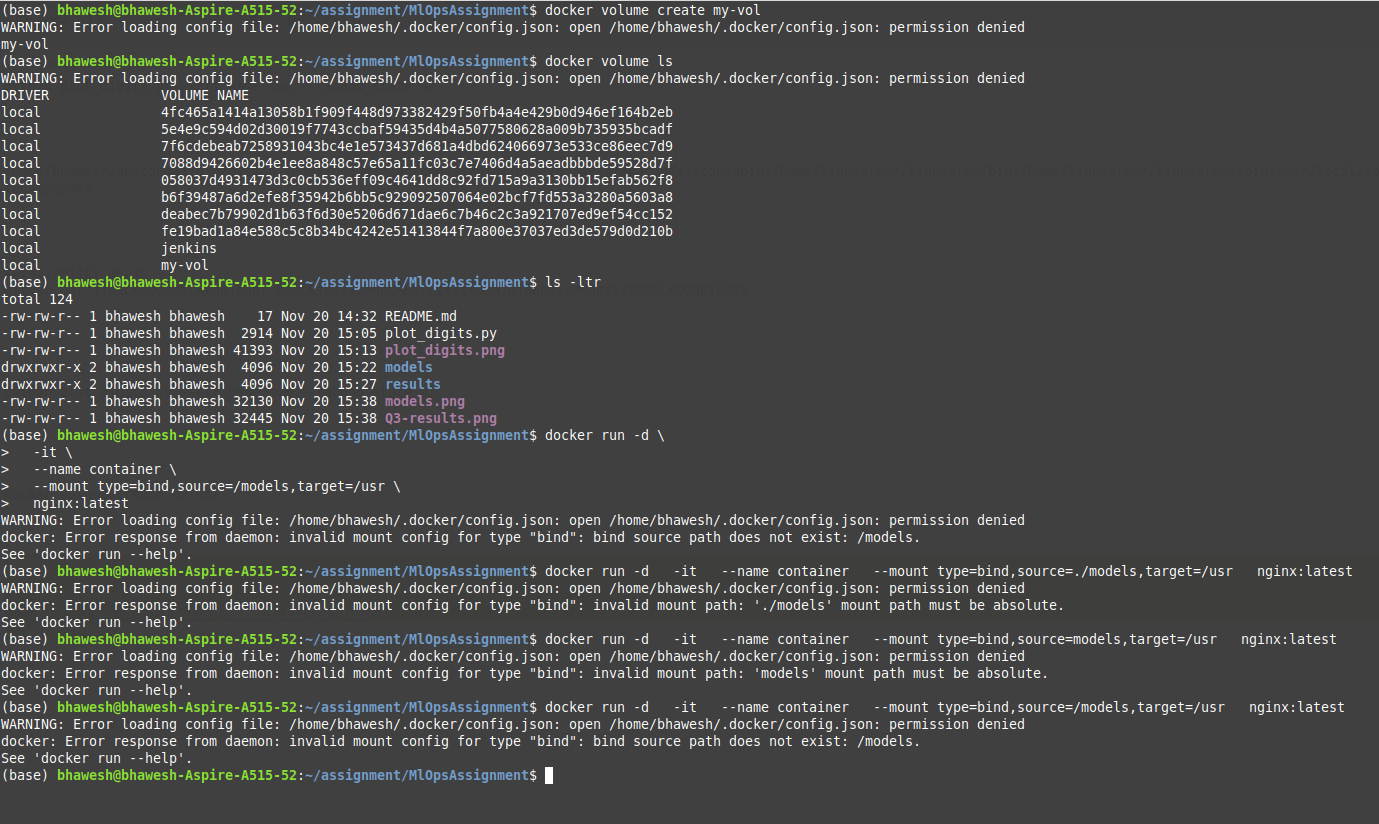 (base) bhawesh@bhawesh-Aspire-A515-52:~/assignment/MlOpsAssignment$ docker volume create my-vol
WARNING: Error loading config file: /home/bhawesh/.docker/config.json: open /home/bhawesh/.docker/config.json: permission denied
my-vol
(base) bhawesh@bhawesh-Aspire-A515-52:~/assignment/MlOpsAssignment$ docker volume ls
WARNING: Error loading config file: /home/bhawesh/.docker/config.json: open /home/bhawesh/.docker/config.json: permission denied
DRIVER              VOLUME NAME
local               4fc465a1414a13058b1f909f448d973382429f50fb4a4e429b0d946ef164b2eb
local               5e4e9c594d02d30019f7743ccbaf59435d4b4a5077580628a009b735935bcadf
local               7f6cdebeab7258931043bc4e1e573437d681a4dbd624066973e533ce86eec7d9
local               7088d9426602b4e1ee8a848c57e65a11fc03c7e7406d4a5aeadbbbde59528d7f
local               058037d4931473d3c0cb536eff09c4641dd8c92fd715a9a3130bb15efab562f8
local               b6f39487a6d2efe8f35942b6bb5c929092507064e02bcf7fd553a3280a5603a8
local               deabec7b79902d1b63f6d30e5206d671dae6c7b46c2c3a921707ed9ef54cc152
local               fe19bad1a84e588c5c8b34bc4242e51413844f7a800e37037ed3de579d0d210b
local               jenkins
local               my-vol
(base) bhawesh@bhawesh-Aspire-A515-52:~/assignment/MlOpsAssignment$ ls -ltr
total 124
-rw-rw-r-- 1 bhawesh bhawesh    17 Nov 20 14:32 README.md
-rw-rw-r-- 1 bhawesh bhawesh  2914 Nov 20 15:05 plot_digits.py
-rw-rw-r-- 1 bhawesh bhawesh 41393 Nov 20 15:13 plot_digits.png
drwxrwxr-x 2 bhawesh bhawesh  4096 Nov 20 15:22 models
drwxrwxr-x 2 bhawesh bhawesh  4096 Nov 20 15:27 results
-rw-rw-r-- 1 bhawesh bhawesh 32130 Nov 20 15:38 models.png
-rw-rw-r-- 1 bhawesh bhawesh 32445 Nov 20 15:38 Q3-results.png
(base) bhawesh@bhawesh-Aspire-A515-52:~/assignment/MlOpsAssignment$ docker run -d \
>   -it \
>   --name container \
>   --mount type=bind,source=/models,target=/usr \
>   nginx:latest
WARNING: Error loading config file: /home/bhawesh/.docker/config.json: open /home/bhawesh/.docker/config.json: permission denied
docker: Error response from daemon: invalid mount config for type "bind": bind source path does not exist: /models.
See 'docker run --help'.
(base) bhawesh@bhawesh-Aspire-A515-52:~/assignment/MlOpsAssignment$ docker run -d   -it   --name container   --mount type=bind,source=./models,target=/usr   nginx:latest
WARNING: Error loading config file: /home/bhawesh/.docker/config.json: open /home/bhawesh/.docker/config.json: permission denied
docker: Error response from daemon: invalid mount config for type "bind": invalid mount path: './models' mount path must be absolute.
See 'docker run --help'.
(base) bhawesh@bhawesh-Aspire-A515-52:~/assignment/MlOpsAssignment$ docker run -d   -it   --name container   --mount type=bind,source=models,target=/usr   nginx:latest
WARNING: Error loading config file: /home/bhawesh/.docker/config.json: open /home/bhawesh/.docker/config.json: permission denied
docker: Error response from daemon: invalid mount config for type "bind": invalid mount path: 'models' mount path must be absolute.
See 'docker run --help'.
(base) bhawesh@bhawesh-Aspire-A515-52:~/assignment/MlOpsAssignment$ docker run -d   -it   --name container   --mount type=bind,source=/models,target=/usr   nginx:latest
WARNING: Error loading config file: /home/bhawesh/.docker/config.json: open /home/bhawesh/.docker/config.json: permission denied
docker: Error response from daemon: invalid mount config for type "bind": bind source path does not exist: /models.
See 'docker run --help'.
(base) bhawesh@bhawesh-Aspire-A515-52:~/assignment/MlOpsAssignment$